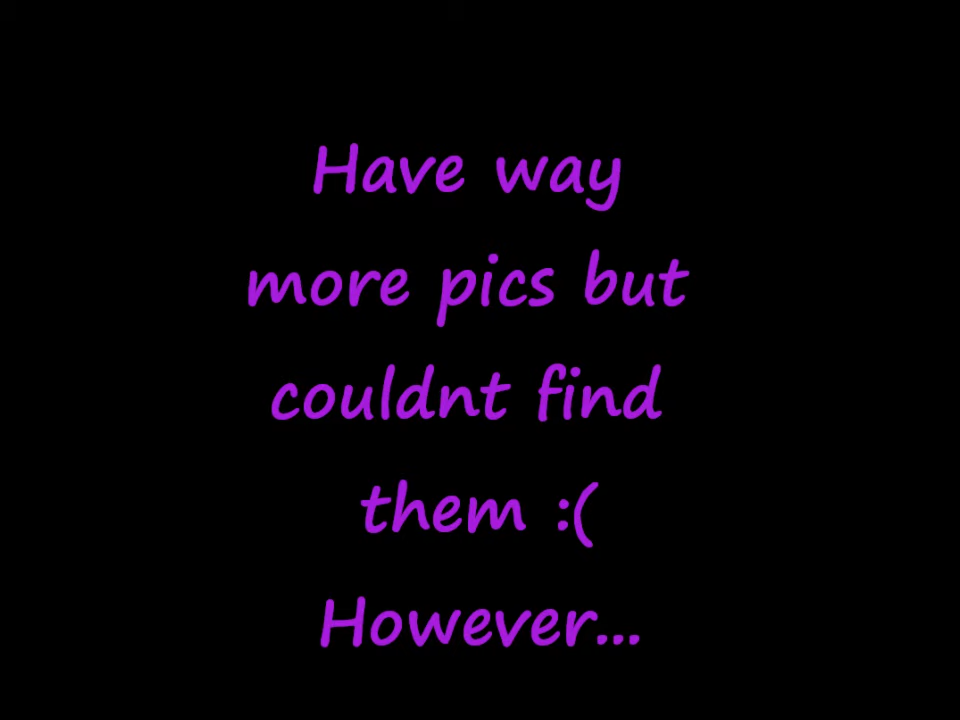 Have way
more pics but
couldnt find
them :(
However...